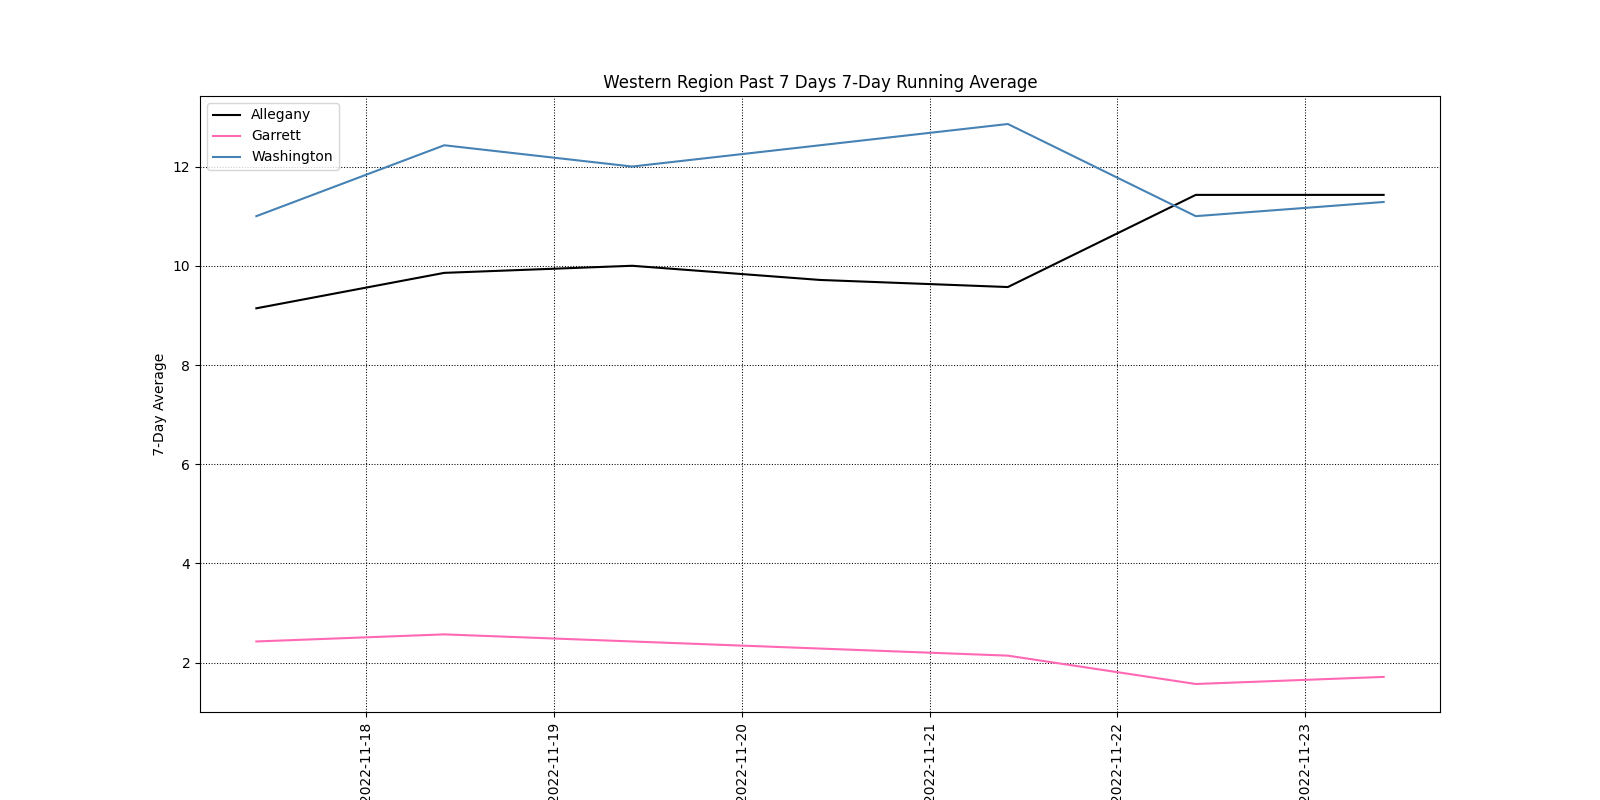 Western Region Past 7 Days 7-Day Running Average
Allegany
Garrett
Washington
7-Day Average
12
10
8
6
4
2
2022-11-18
2022-11-19
2022-11-20
2022-11-21
2022-11-22
2022-11-23